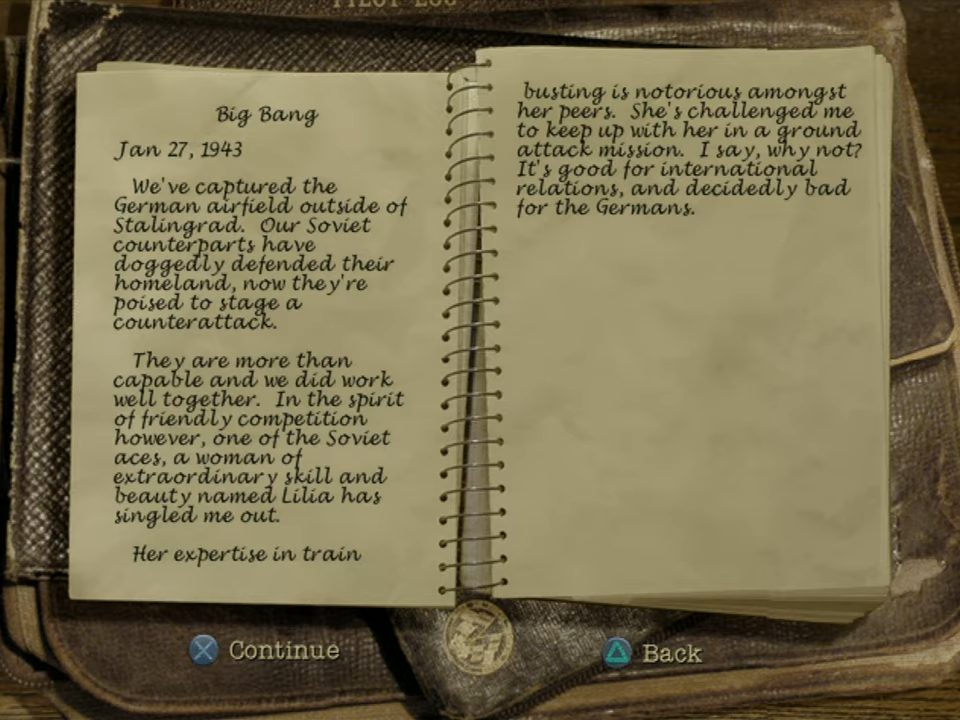 PILOT LOG
Big Bang
Jan 27, 1943
We've captured the
German airfield outside of
Stalingrad. Our Soviet
counterparts have
doggedly defended their
homeland, now they're
poised to stage a
counterattack.
They are more than
capable and we did work
well together. In the spirit
of friendly competition
however, one of the Soviet
aces, a woman of
extraordinary skill and
beauty named Lilia has
singled me out.
Her expertise in train
busting is notorious amongst
her peers. She's challenged me
to keep up with her in a ground
attack mission. I say, why not?
It's good for international
relations, and decidedly bad
for the Germans.
Continue
Back